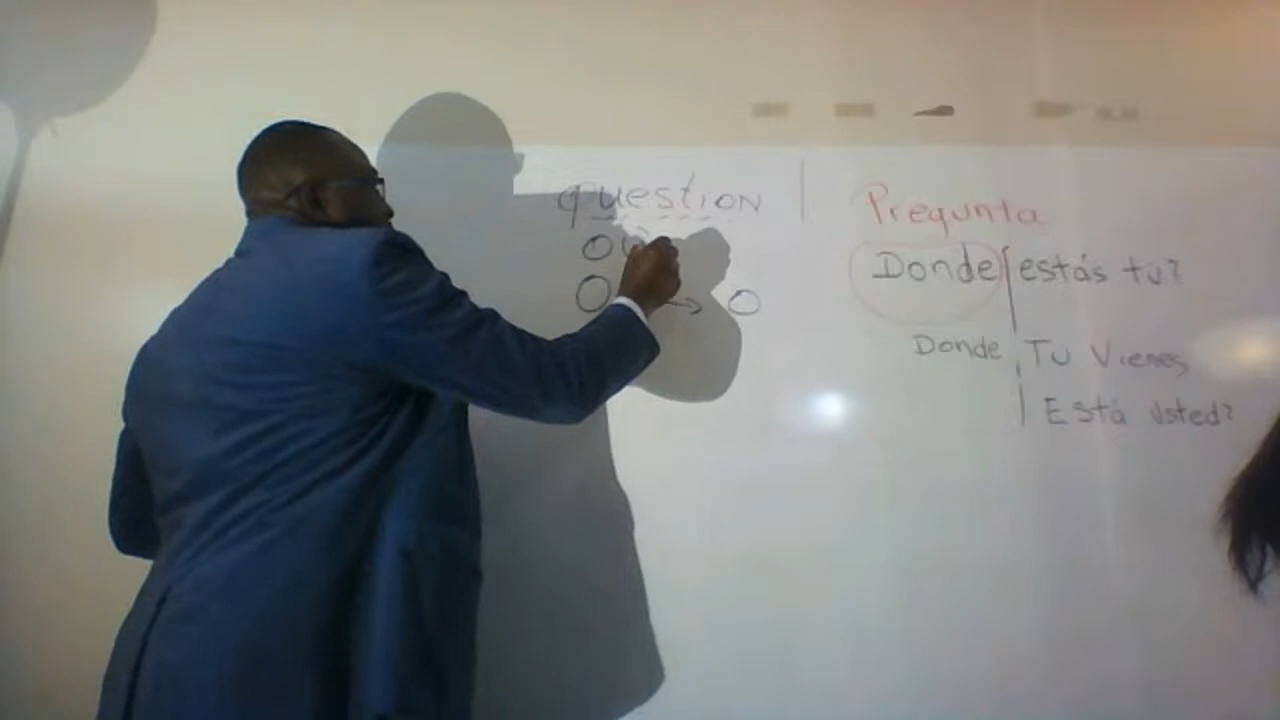 question
Pregunta
Donde estás tú?
Donde Tu Vienes
Está Usted?